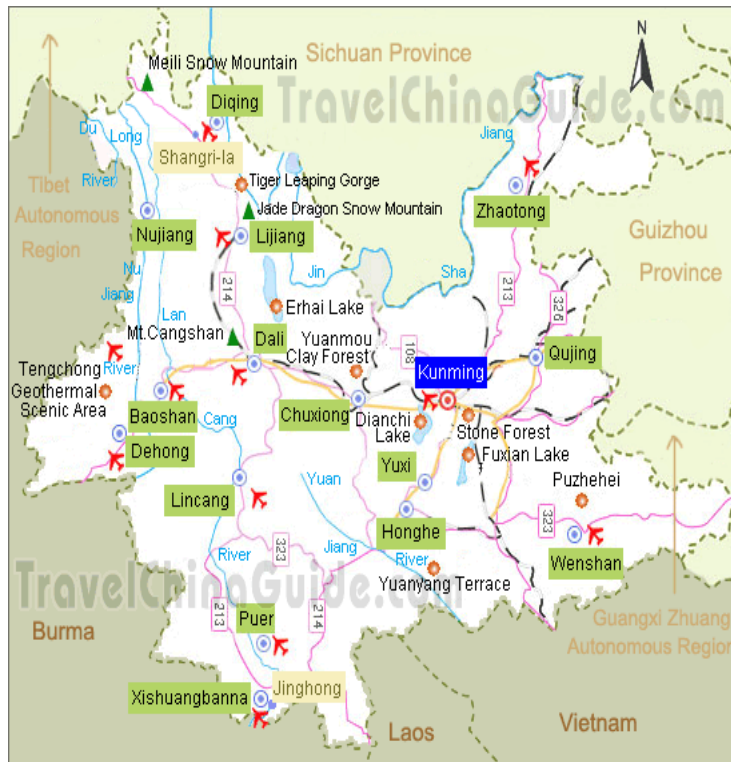 Meili Snow Mountain
Sichuan Province
TravelChinaGuide.com
Diqing
Du
Long
River
Jiang
Shangri-la
Tibet
Autonomous
Region
Tiger Leaping Gorge
Zhaotong
Nujiang
Jade Dragon Snow Mountain
Lijiang
Guizhou
Province
Nu
Jiang
Jin
Sha
214
213
326
Lan
Erhai Lake
Mt.Cangshan
Dali
Yuanmou
Clay Forest
108
Kunming
Qujing
Tengchong
Geothermal
Scenic Area
River
Baoshan
Cang
Chuxiong
Dianchi
Lake
Stone Forest
Fuxian Lake
Dehong
Yuxi
Puzhehei
Lincang
Yuan
Honghe
323
323
Wenshan
River
Jiang
River
Yuanyang Terrace
TravelChinaGuide.com
Burma
213
214
Puer
Guangxi Zhuang
Autonomous Region
Xishuangbanna
Jinghong
Laos
Vietnam
N